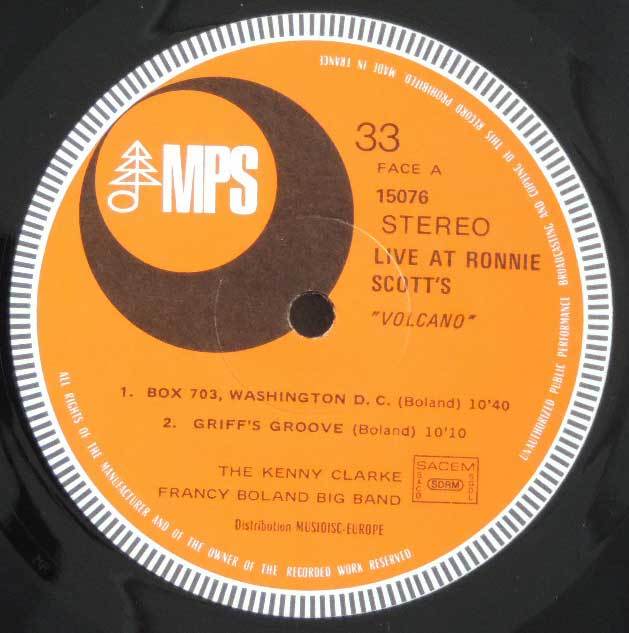 MPS
33
FACE A
15076
STEREO
LIVE AT RONNIE
SCOTT'S
"VOLCANO"
1. BOX 703, WASHINGTON D. C. (Boland) 10'40
2. GRIFF'S GROOVE (Boland) 10'10
THE KENNY CLARKE
FRANCY BOLAND BIG BAND
SACEM
SACD
SDRM
SGDL
Distribution MUSIDISC-EUROPE
ALL RIGHTS OF THE MANUFACTURER AND OF THE OWNER OF THE RECORDED WORK RESERVED.
UNAUTHORIZED PUBLIC PERFORMANCE BROADCASTING AND COPYING OF THIS RECORD PROHIBITED MADE IN FRANCE